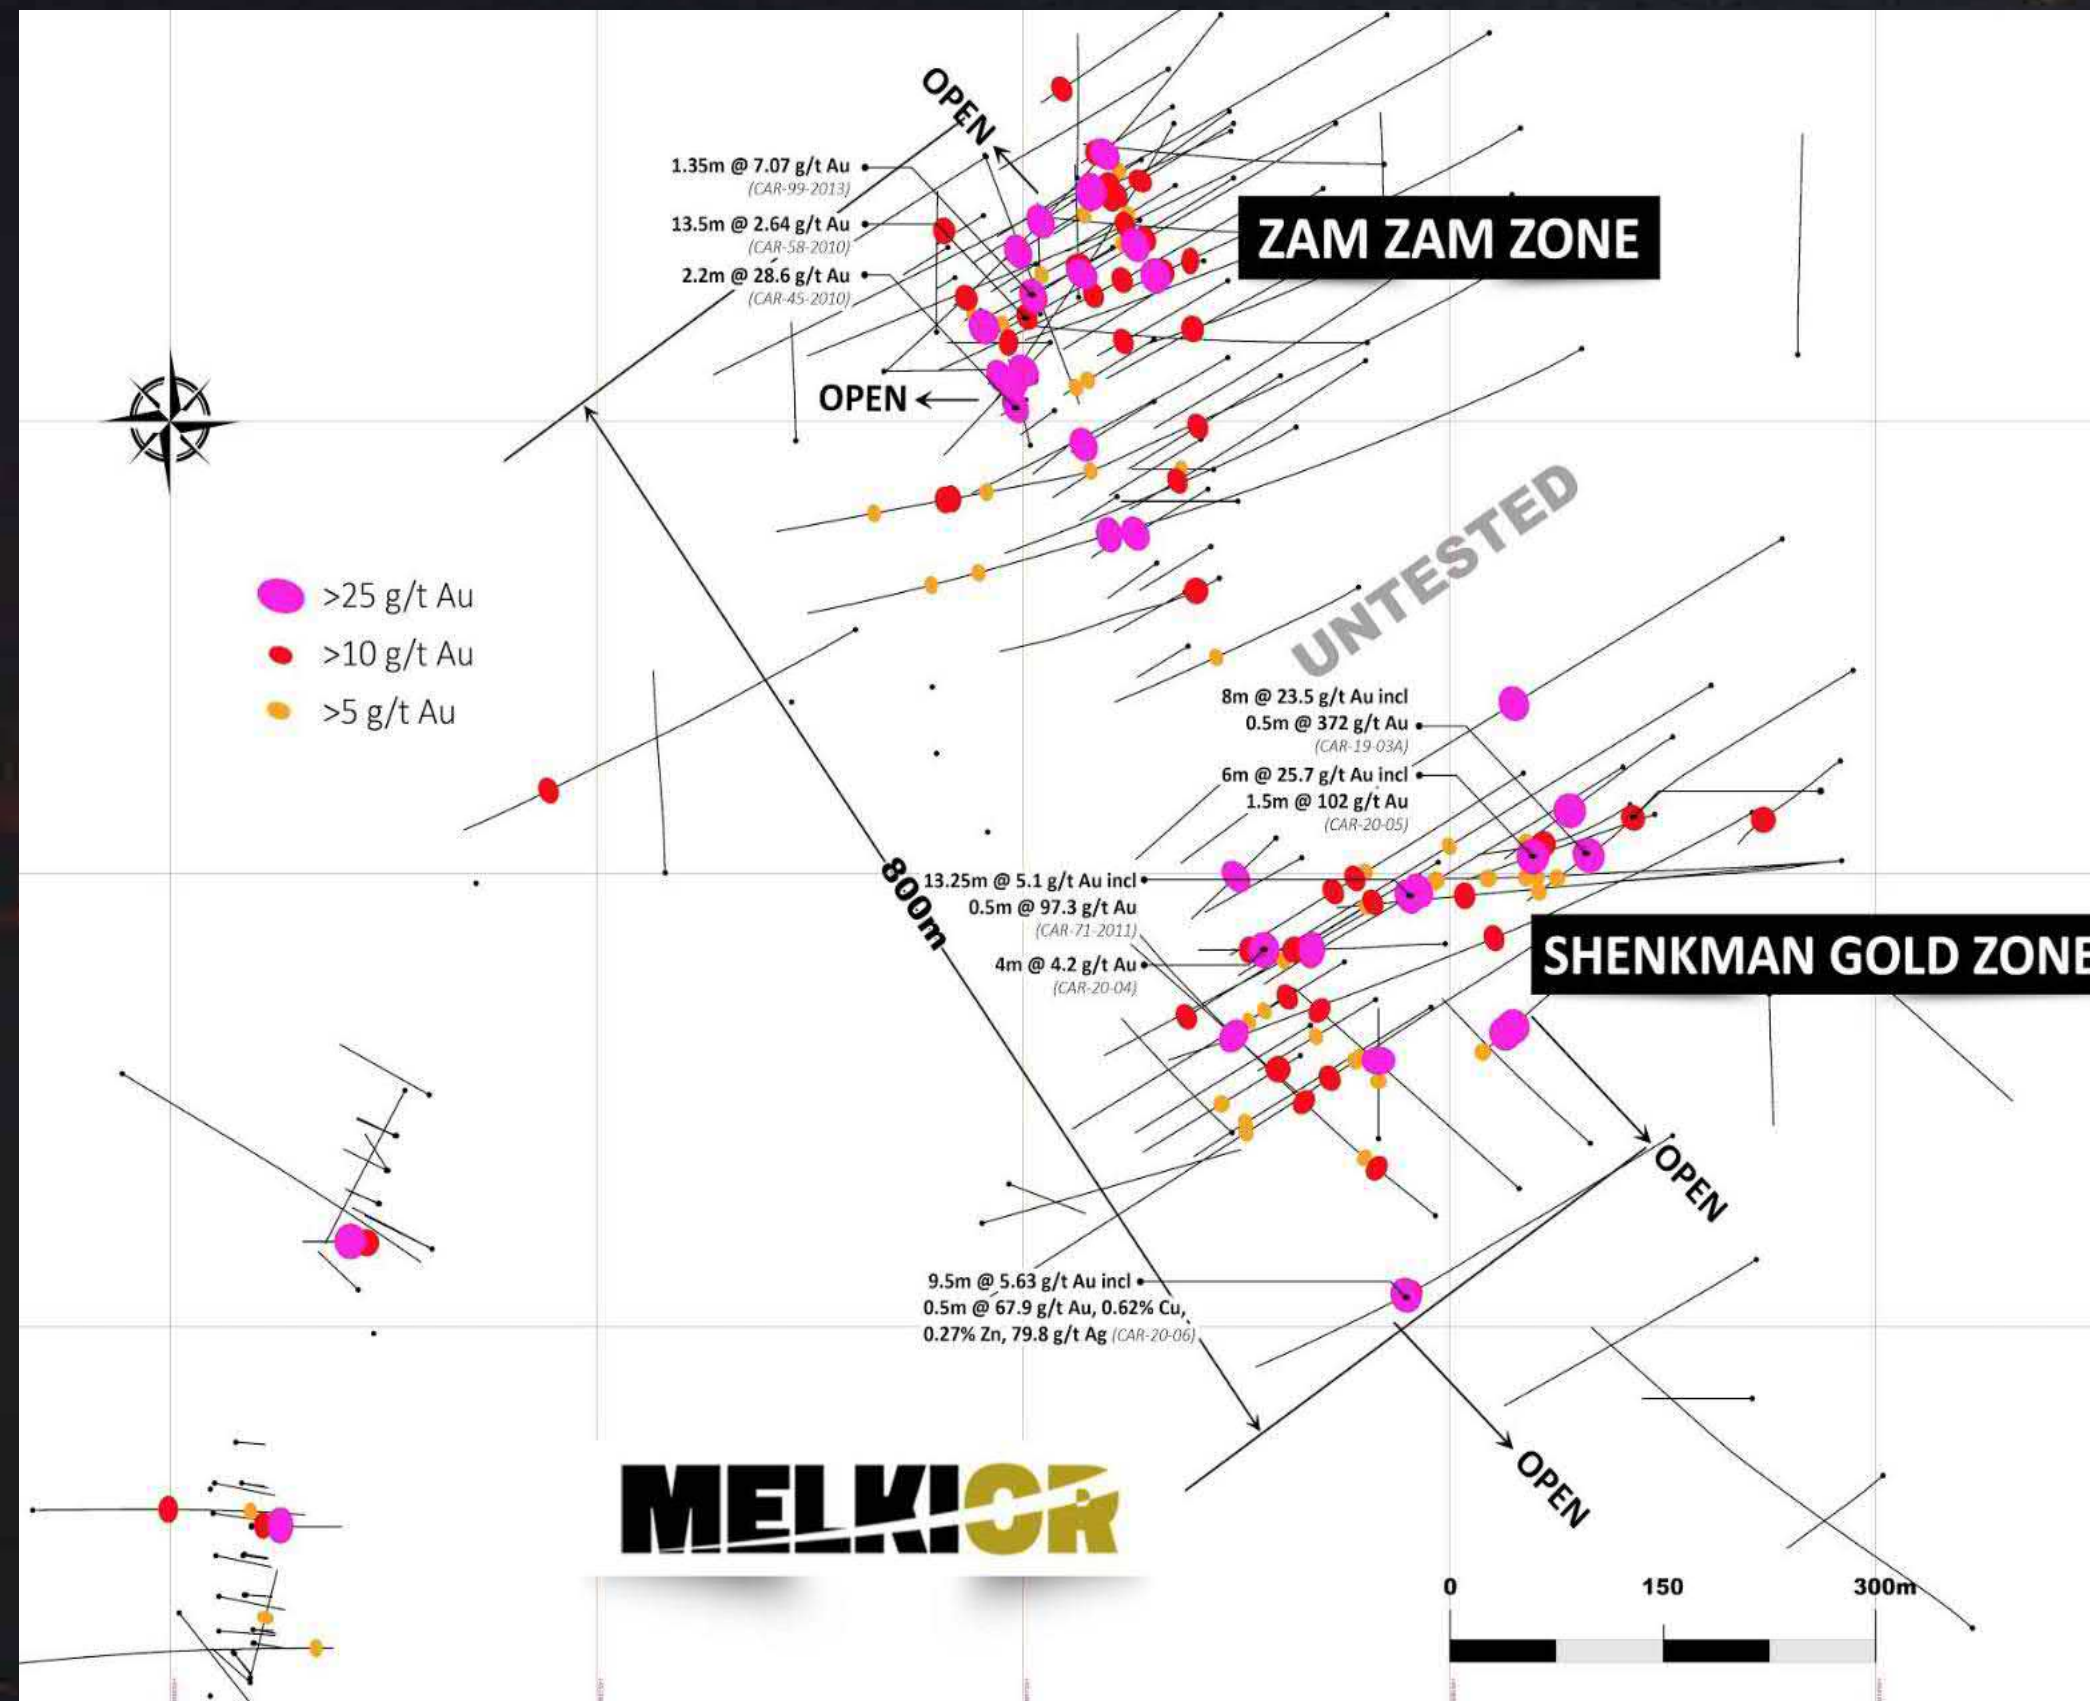 OPEN
1.35m @ 7.07 g/t Au
(CAR-99-2013)
13.5m @ 2.64 g/t Au
(CAR-58-2010)
2.2m @ 28.6 g/t Au
(CAR-45-2010)
ZAM ZAM ZONE
OPEN
>25 g/t Au
>10 g/t Au
>5 g/t Au
UNTESTED
8m @ 23.5 g/t Au incl
0.5m @ 372 g/t Au
(CAR-19-03A)
6m @ 25.7 g/t Au incl
1.5m @ 102 g/t Au
(CAR-20-05)
800m
13.25m @ 5.1 g/t Au incl
0.5m @ 97.3 g/t Au
(CAR-71-2011)
4m @ 4.2 g/t Au
(CAR-20-04)
SHENKMAN GOLD ZONE
OPEN
9.5m @ 5.63 g/t Au incl
0.5m @ 67.9 g/t Au, 0.62% Cu,
0.27% Zn, 79.8 g/t Ag (CAR-20-06)
OPEN
MELKIOR
0 150 300m